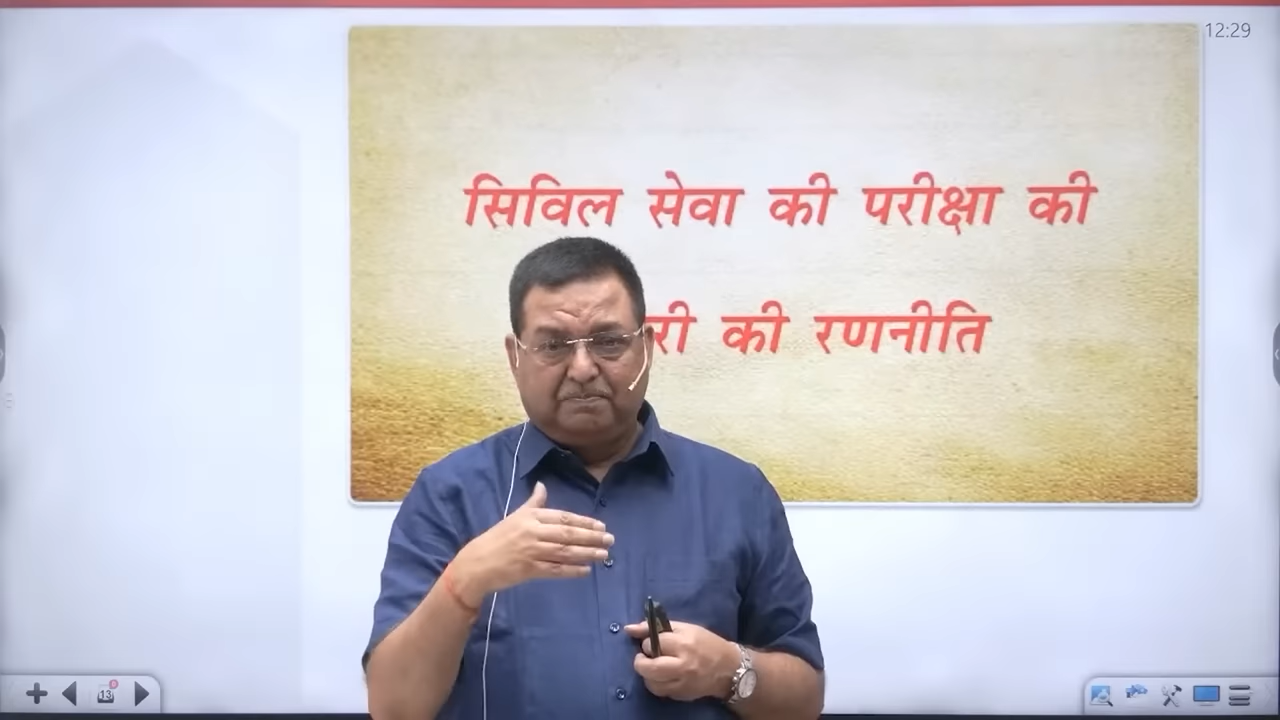 12:29
सिविल सेवा की परीक्षा की
री की रणनीति
13